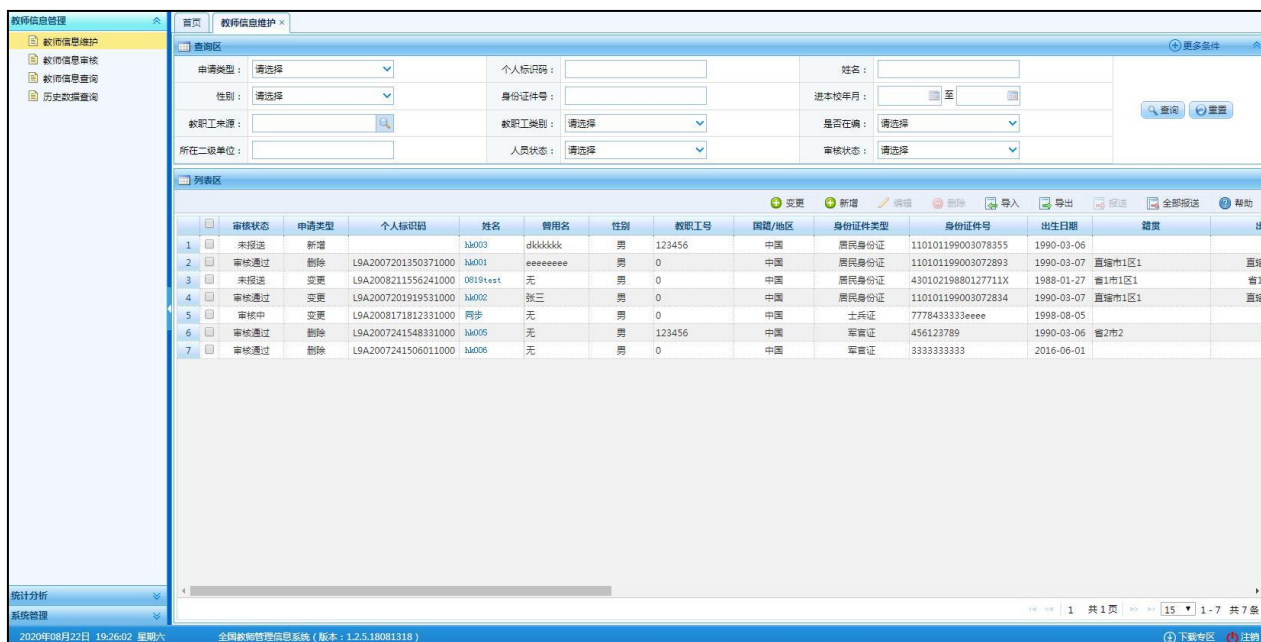 教师信息管理
教师信息维护
教师信息审核
教师信息查询
历史数据查询
统计分析
系统管理
首页 教师信息维护 ×
查询区 更多条件
申请类型： 请选择 个人标识码： 姓名：
性别： 请选择 身份证件号： 进本校年月： 至
教职工来源： 教职工类别： 请选择 是否在编： 请选择
所在二级单位： 人员状态： 请选择 审核状态： 请选择
查询 重置
列表区
变更 新增 编辑 删除 导入 导出 报送 全部报送 帮助
审核状态 申请类型 个人标识码 姓名 曾用名 性别 教职工号 国籍/地区 身份证件类型 身份证件号 出生日期 籍贯
1 未报送 新增 hk003 dkkkkkk 男 123456 中国 居民身份证 110101199003078355 1990-03-06
2 审核通过 删除 L9A2007201350371000 hk001 eeeeeeee 男 0 中国 居民身份证 110101199003072893 1990-03-07 直辖市1区1 直辖
3 未报送 变更 L9A2008211556241000 0819test 无 男 0 中国 居民身份证 43010219880127711X 1988-01-27 省1市1区1 省1
4 审核通过 变更 L9A2007201919531000 hk002 张三 男 0 中国 居民身份证 110101199003072834 1990-03-07 直辖市1区1 直辖
5 审核中 变更 L9A2008171812331000 同步 无 男 0 中国 士兵证 7778433333eeee 1998-08-05
6 审核通过 删除 L9A2007241548331000 hk005 无 男 123456 中国 军官证 456123789 1990-03-06 省2市2
7 审核通过 删除 L9A2007241506011000 hk006 无 男 0 中国 军官证 3333333333 2016-06-01
1 共1页 15 1 - 7 共7条
2020年08月22日 19:26:02 星期六 全国教师管理信息系统 ( 版本：1.2.5.18081318 ) 下载专区 注销